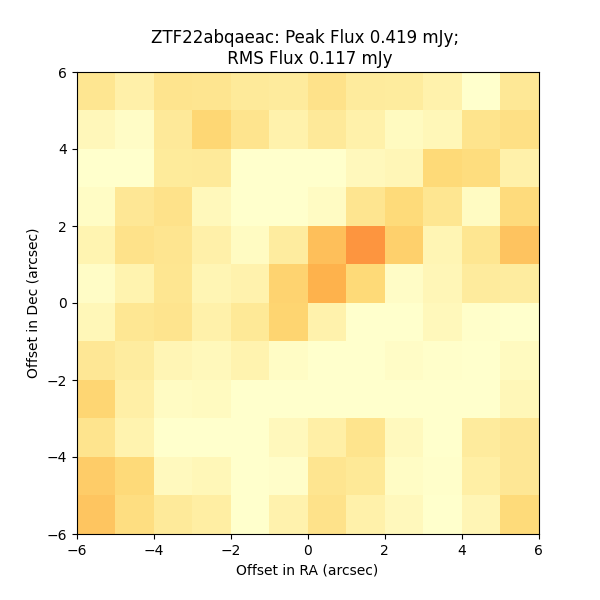 ZTF22abqaeac: Peak Flux 0.419 mJy;
RMS Flux 0.117 mJy
6
4
2
0
−2
−4
−6
Offset in Dec (arcsec)
−6 −4 −2 0 2 4 6
Offset in RA (arcsec)